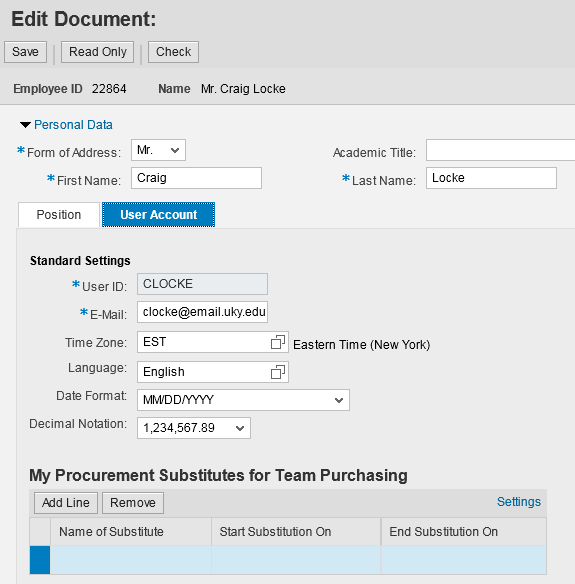 Edit Document:
Save Read Only Check
Employee ID 22864 Name Mr. Craig Locke
Personal Data
*Form of Address: Mr. Academic Title:
*First Name: Craig *Last Name: Locke
Position User Account
Standard Settings
*User ID: CLOCKE
*E-Mail: clocke@email.uky.edu
Time Zone: EST Eastern Time (New York)
Language: English
Date Format: MM/DD/YYYY
Decimal Notation: 1,234,567.89
My Procurement Substitutes for Team Purchasing
Add Line Remove Settings
Name of Substitute Start Substitution On End Substitution On